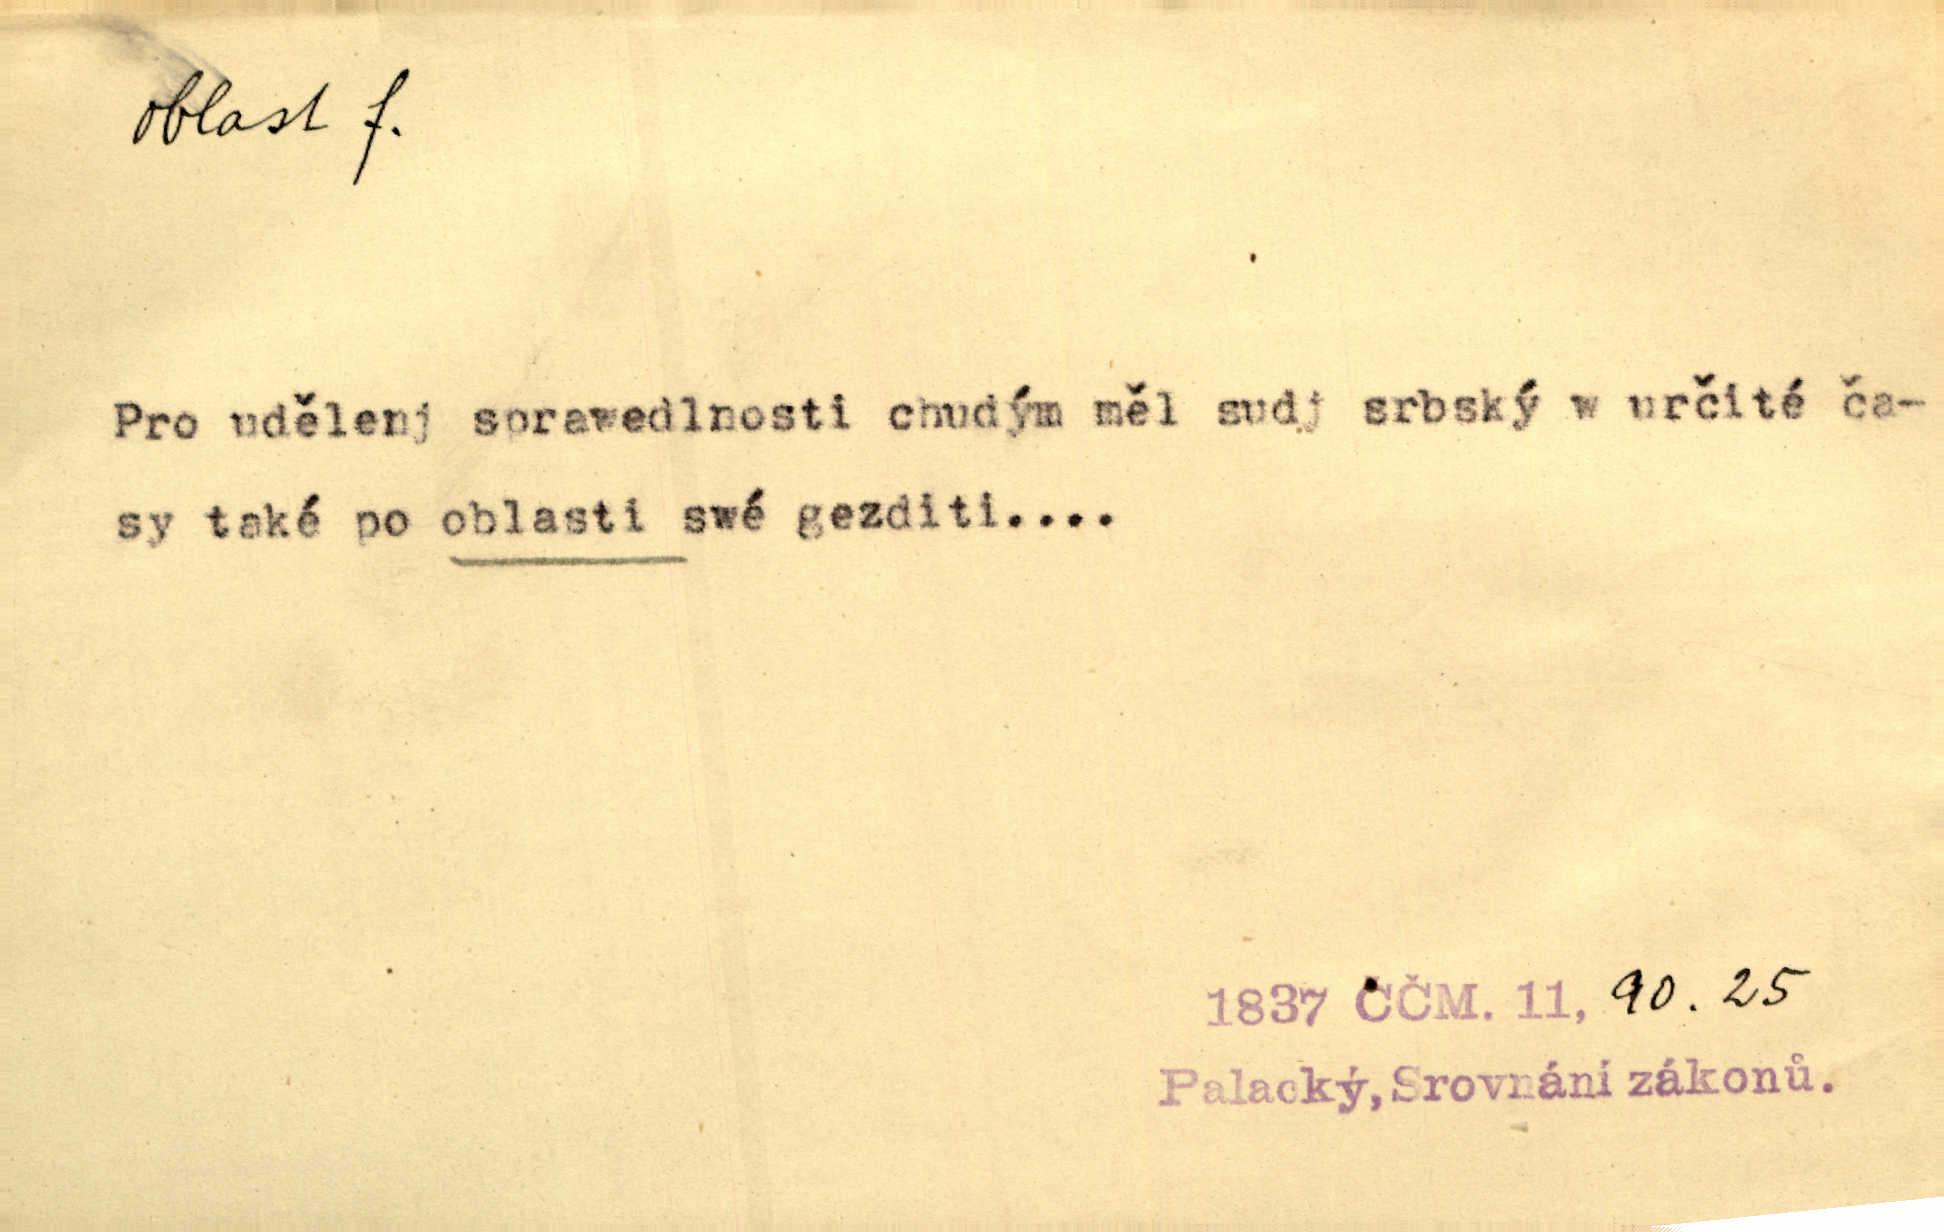 oblast f.
Pro udělenj sprawedlnosti chudým měl sudj srbský w určité ča-
sy také po oblasti swé gezditi....
1837 ČČM. 11, 90. 25
Palacký, Srovnání zákonů.